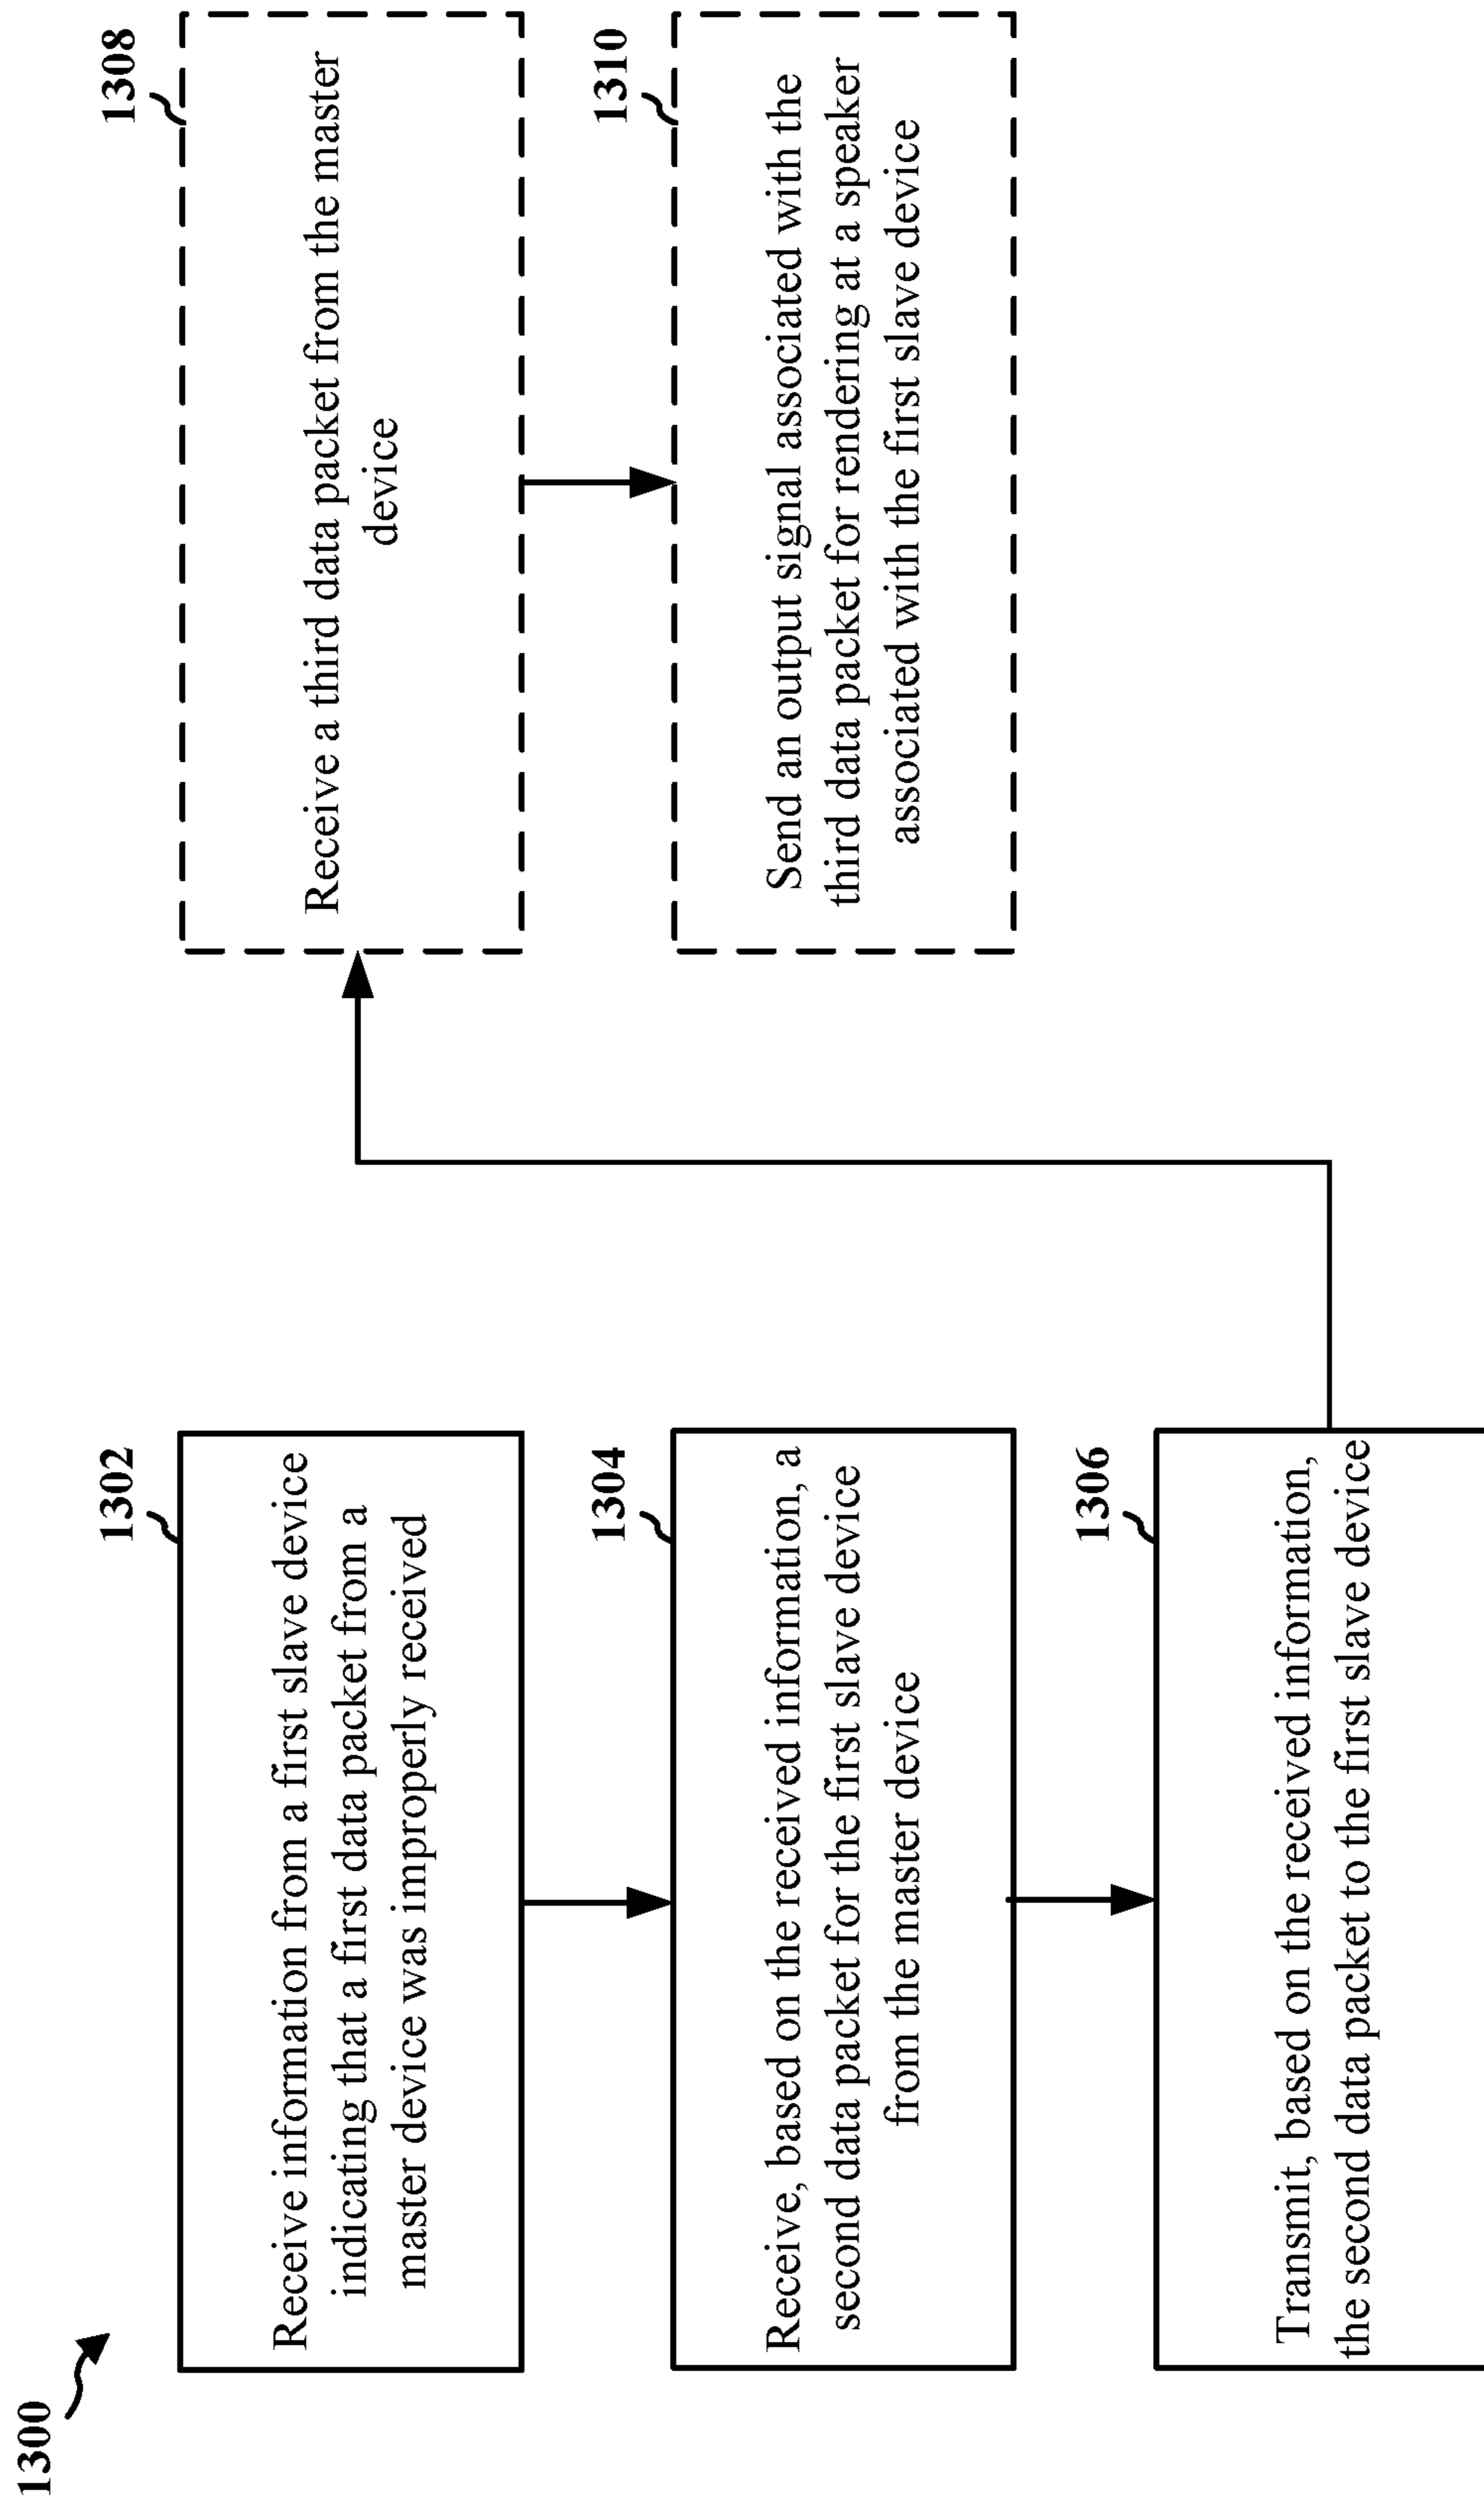 1300
1302
Receive information from a first slave device
indicating that a first data packet from a
master device was improperly received
1304
Receive, based on the received information, a
second data packet for the first slave device
from the master device
1306
Transmit, based on the received information,
the second data packet to the first slave device
1308
Receive a third data packet from the master
device
1310
Send an output signal associated with the
third data packet for rendering at a speaker
associated with the first slave device